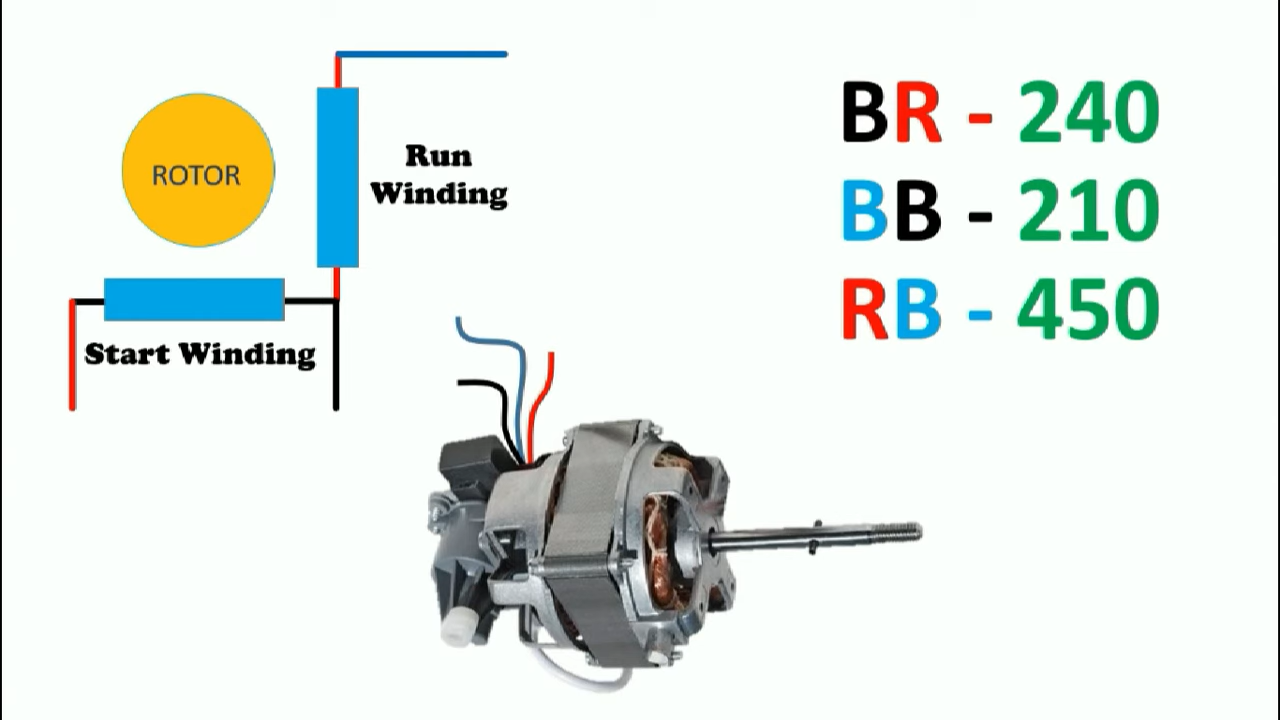 ROTOR
Run
Winding
Start Winding
BR - 240
BB - 210
RB - 450